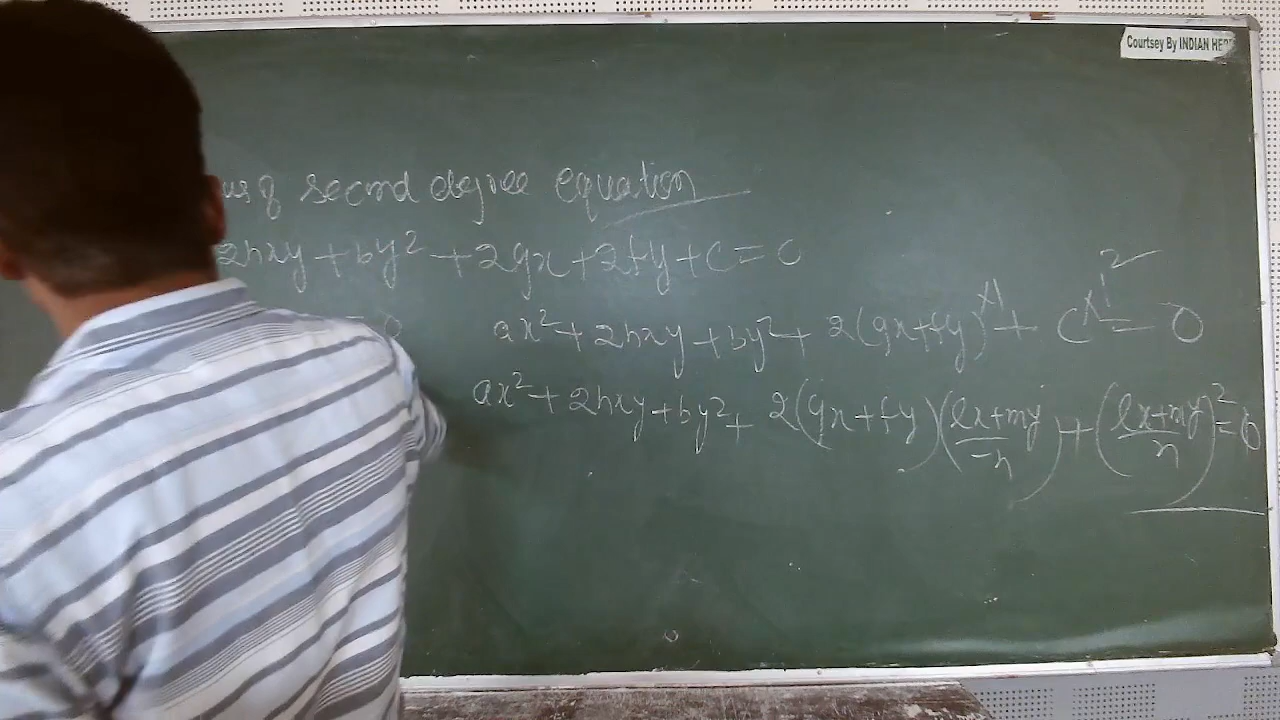 Courtsey By INDIAN
second degree equation
2hxy + by² + 2gx + 2fy + c = 0
= 0
ax² + 2hxy + by² + 2(gx+fy)×1 + c×1² = 0
ax² + 2hxy + by² + 2(gx+fy)(lx+my/-n) + (lx+my/n)² = 0